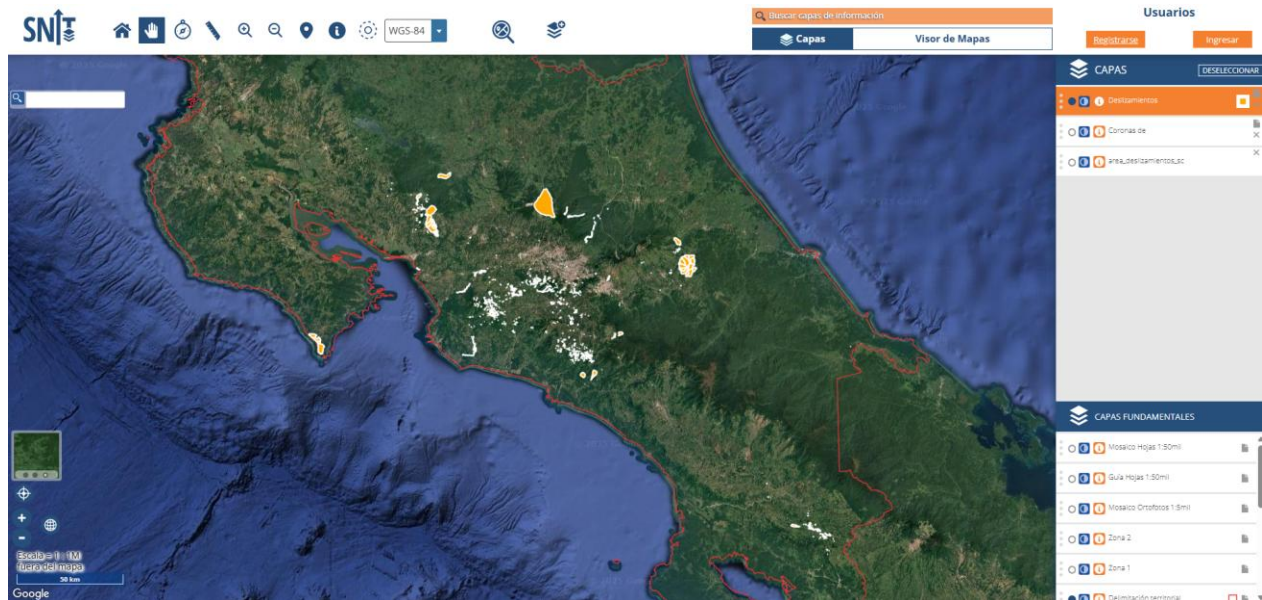 SNIT
WGS-84
Buscar capas de información
Capas
Visor de Mapas
Usuarios
Registrarse
Ingresar
CAPAS
DESELECCIONAR
Deslizamientos
Coronas de
area_deslizamientos_sc
CAPAS FUNDAMENTALES
Mosaico Hojas 1:50mil
Guía Hojas 1:50mil
Mosaico Ortofotos 1:5mil
Zona 2
Zona 1
Delimitación territorial
Escala = 1 : 1M
fuera del mapa
50 km
Google